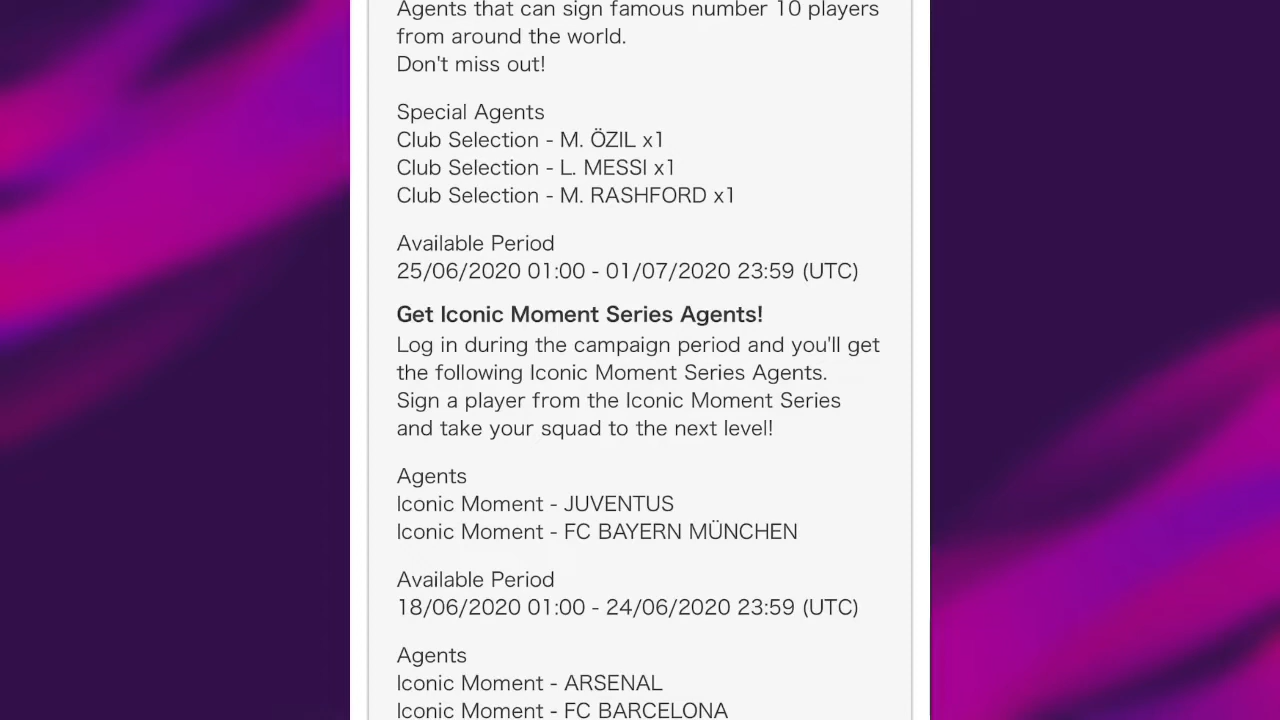 Agents that can sign famous number 10 players
from around the world.
Don't miss out!
Special Agents
Club Selection - M. ÖZIL x1
Club Selection - L. MESSI x1
Club Selection - M. RASHFORD x1
Available Period
25/06/2020 01:00 - 01/07/2020 23:59 (UTC)
Get Iconic Moment Series Agents!
Log in during the campaign period and you'll get
the following Iconic Moment Series Agents.
Sign a player from the Iconic Moment Series
and take your squad to the next level!
Agents
Iconic Moment - JUVENTUS
Iconic Moment - FC BAYERN MÜNCHEN
Available Period
18/06/2020 01:00 - 24/06/2020 23:59 (UTC)
Agents
Iconic Moment - ARSENAL
Iconic Moment - FC BARCELONA